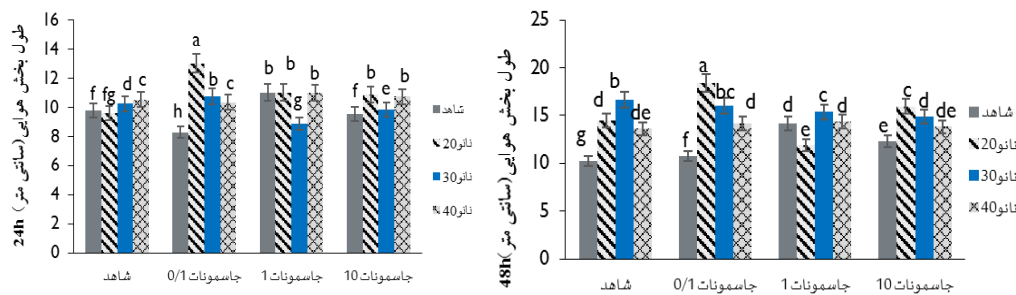 طول بخش هوایی(سانتی متر) 24h
16
14
12
10
8
6
4
2
0
f fg d c
h a b c
b b g b
f b e c
شاهد
جاسمونات 0/1
جاسمونات 1
جاسمونات 10
شاهد
نانو20
نانو30
نانو40
طول بخش هوایی(سانتی متر) 48h
25
20
15
10
5
0
g d b de
f a bc d
d e c d
e c d de
شاهد
جاسمونات 0/1
جاسمونات 1
جاسمونات 10
شاهد
نانو20
نانو30
نانو40